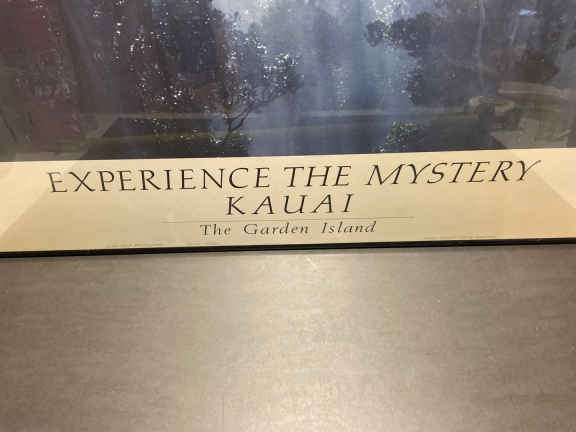 EXPERIENCE THE MYSTERY
KAUAI
The Garden Island